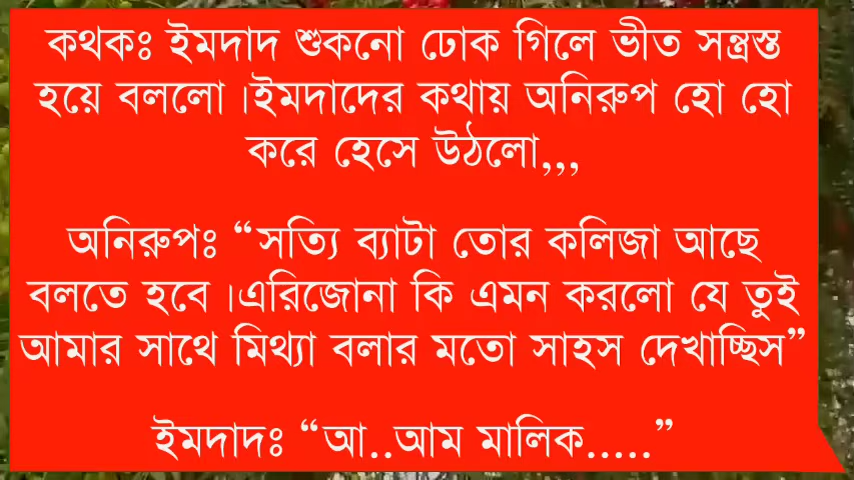 কথকঃ ইমদাদ শুকনো ঢোক গিলে ভীত সন্ত্রস্ত
হয়ে বললো।ইমদাদের কথায় অনিরুপ হো হো
করে হেসে উঠলো,,,
অনিরুপঃ “সত্যি ব্যাটা তোর কলিজা আছে
বলতে হবে।এরিজোনা কি এমন করলো যে তুই
আমার সাথে মিথ্যা বলার মতো সাহস দেখাচ্ছিস”
ইমদাদঃ “আ..আম মালিক.....”